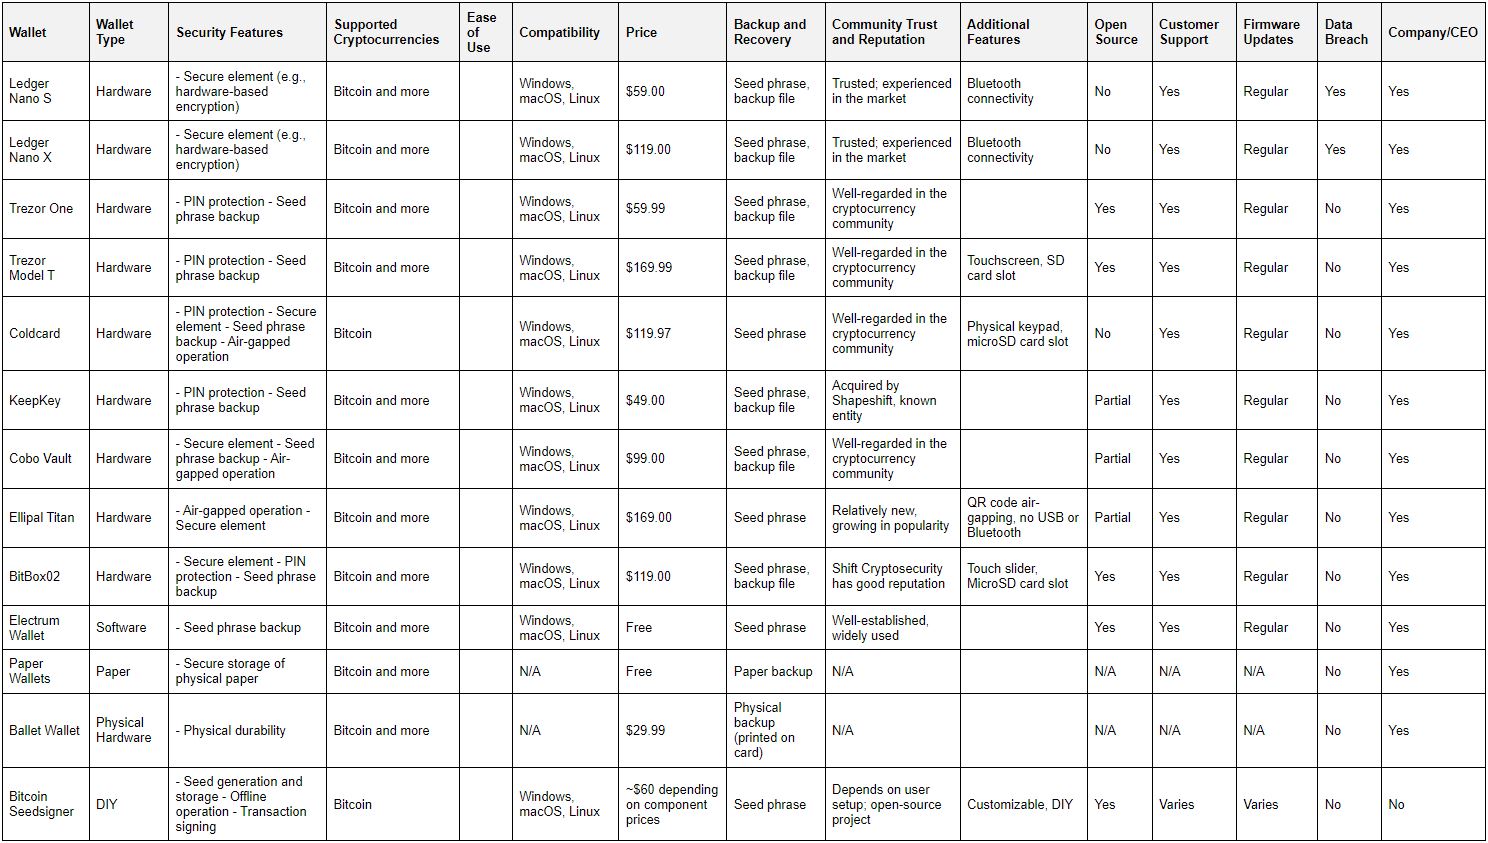 Wallet
Wallet
Type
Security Features
Supported
Cryptocurrencies
Ease
of
Use
Compatibility
Price
Backup and
Recovery
Community Trust
and Reputation
Additional
Features
Open
Source
Customer
Support
Firmware
Updates
Data
Breach
Company/CEO
Ledger
Nano S
Hardware
- Secure element (e.g.,
hardware-based
encryption)
Bitcoin and more
Windows,
macOS, Linux
$59.00
Seed phrase,
backup file
Trusted; experienced
in the market
Bluetooth
connectivity
No
Yes
Regular
Yes
Yes
Ledger
Nano X
Hardware
- Secure element (e.g.,
hardware-based
encryption)
Bitcoin and more
Windows,
macOS, Linux
$119.00
Seed phrase,
backup file
Trusted; experienced
in the market
Bluetooth
connectivity
No
Yes
Regular
Yes
Yes
Trezor One
Hardware
- PIN protection - Seed
phrase backup
Bitcoin and more
Windows,
macOS, Linux
$59.99
Seed phrase,
backup file
Well-regarded in the
cryptocurrency
community
Yes
Yes
Regular
No
Yes
Trezor
Model T
Hardware
- PIN protection - Seed
phrase backup
Bitcoin and more
Windows,
macOS, Linux
$169.99
Seed phrase,
backup file
Well-regarded in the
cryptocurrency
community
Touchscreen, SD
card slot
Yes
Yes
Regular
No
Yes
Coldcard
Hardware
- PIN protection - Secure
element - Seed phrase
backup - Air-gapped
operation
Bitcoin
Windows,
macOS, Linux
$119.97
Seed phrase
Well-regarded in the
cryptocurrency
community
Physical keypad,
microSD card slot
No
Yes
Regular
No
Yes
KeepKey
Hardware
- PIN protection - Seed
phrase backup
Bitcoin and more
Windows,
macOS, Linux
$49.00
Seed phrase,
backup file
Acquired by
Shapeshift, known
entity
Partial
Yes
Regular
No
Yes
Cobo Vault
Hardware
- Secure element - Seed
phrase backup - Air-
gapped operation
Bitcoin and more
Windows,
macOS, Linux
$99.00
Seed phrase,
backup file
Well-regarded in the
cryptocurrency
community
Partial
Yes
Regular
No
Yes
Ellipal Titan
Hardware
- Air-gapped operation -
Secure element
Bitcoin and more
Windows,
macOS, Linux
$169.00
Seed phrase
Relatively new,
growing in popularity
QR code air-
gapping, no USB or
Bluetooth
Partial
Yes
Regular
No
Yes
BitBox02
Hardware
- Secure element - PIN
protection - Seed phrase
backup
Bitcoin and more
Windows,
macOS, Linux
$119.00
Seed phrase,
backup file
Shift Cryptosecurity
has good reputation
Touch slider,
MicroSD card slot
Yes
Yes
Regular
No
Yes
Electrum
Wallet
Software
- Seed phrase backup
Bitcoin and more
Windows,
macOS, Linux
Free
Seed phrase
Well-established,
widely used
Yes
Yes
Regular
No
Yes
Paper
Wallets
Paper
- Secure storage of
physical paper
Bitcoin and more
N/A
Free
Paper backup
N/A
N/A
N/A
N/A
No
Yes
Ballet Wallet
Physical
Hardware
- Physical durability
Bitcoin and more
N/A
$29.99
Physical
backup
(printed on
card)
N/A
N/A
N/A
N/A
No
Yes
Bitcoin
Seedsigner
DIY
- Seed generation and
storage - Offline
operation - Transaction
signing
Bitcoin
Windows,
macOS, Linux
~$60 depending
on component
prices
Seed phrase
Depends on user
setup; open-source
project
Customizable, DIY
Yes
Varies
Varies
No
No